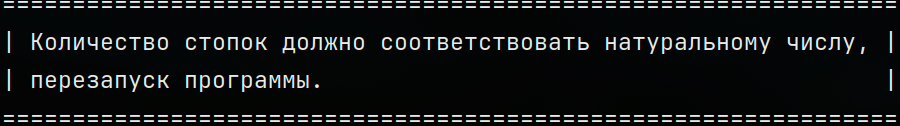 ================================================================
| Количество стопок должно соответствовать натуральному числу, |
| перезапуск программы.                                        |
================================================================